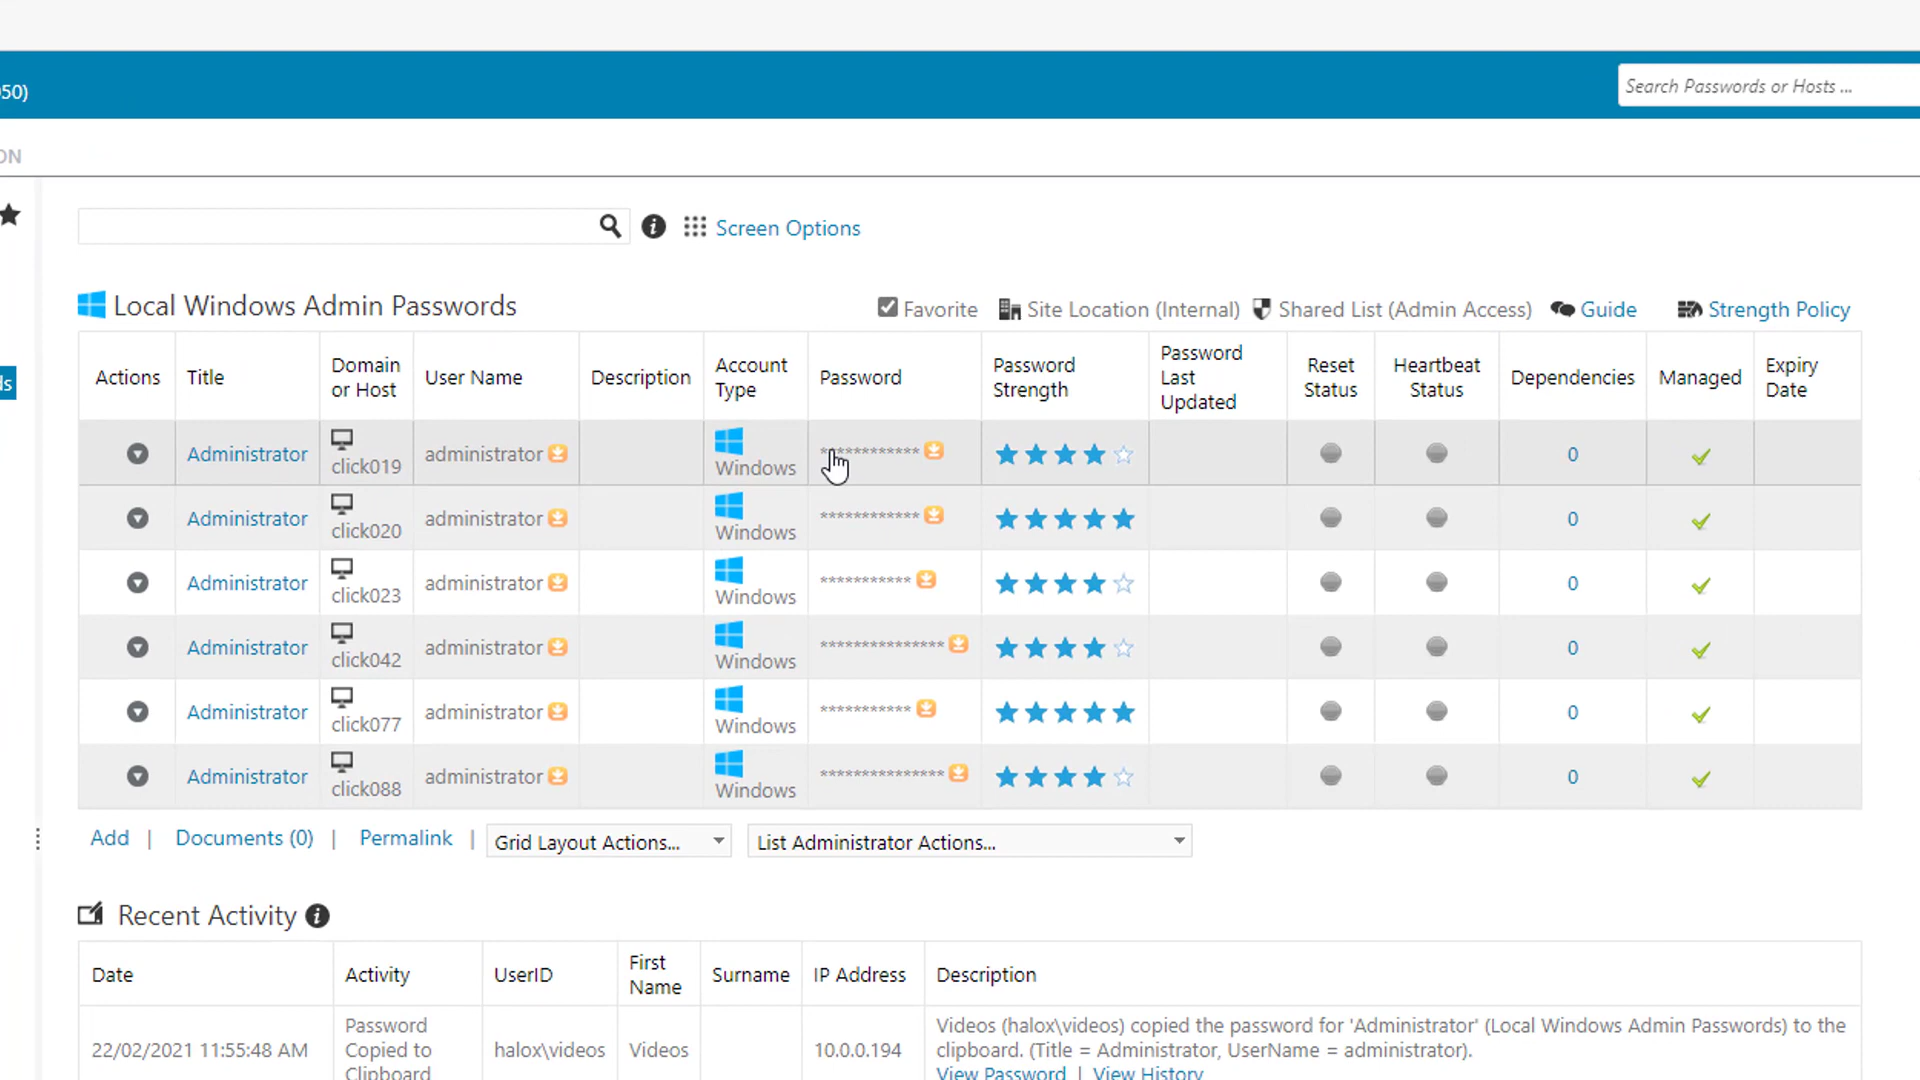 050)
Search Passwords or Hosts ...
ON
Screen Options
Local Windows Admin Passwords
Favorite Site Location (Internal) Shared List (Admin Access) Guide Strength Policy
Actions Title Domain or Host User Name Description Account Type Password Password Strength Password Last Updated Reset Status Heartbeat Status Dependencies Managed Expiry Date
Administrator click019 administrator Windows ************ 0
Administrator click020 administrator Windows ************ 0
ds
Administrator click023 administrator Windows *********** 0
Administrator click042 administrator Windows *************** 0
Administrator click077 administrator Windows *********** 0
Administrator click088 administrator Windows *************** 0
Add | Documents (0) | Permalink | Grid Layout Actions... List Administrator Actions...
Recent Activity
Date Activity UserID First Name Surname IP Address Description
22/02/2021 11:55:48 AM Password Copied to Clipboard halox\videos Videos 10.0.0.194 Videos (halox\videos) copied the password for 'Administrator' (Local Windows Admin Passwords) to the
clipboard. (Title = Administrator, UserName = administrator).
View Password | View History